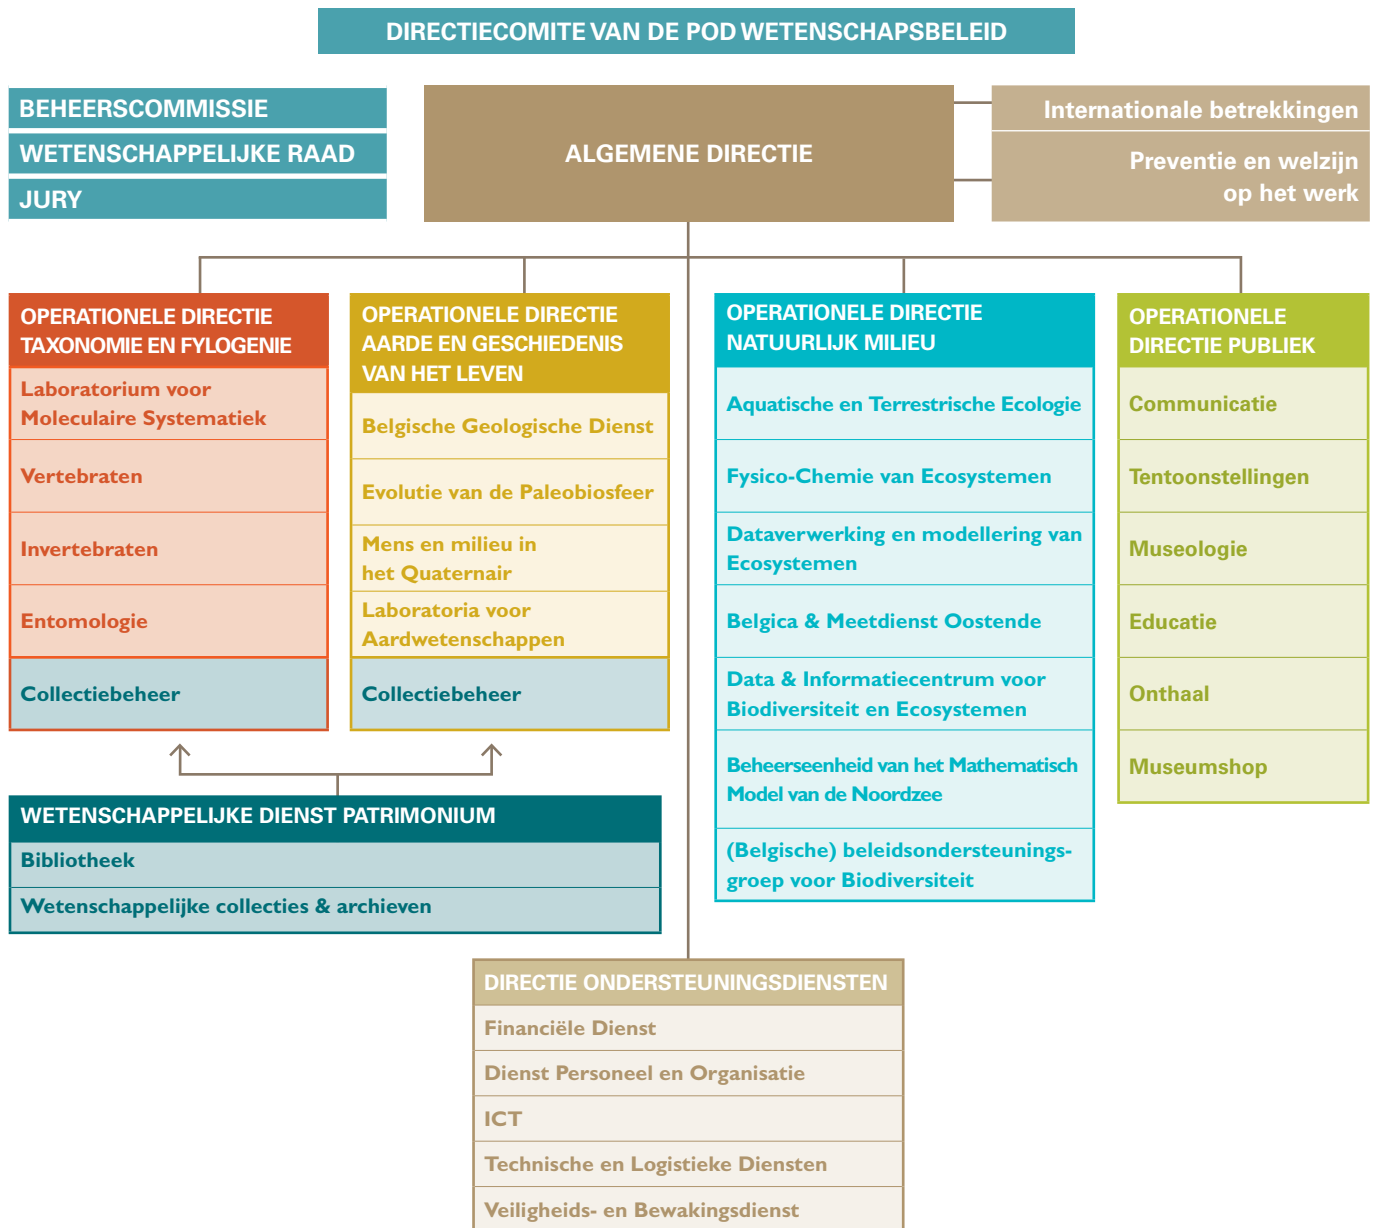 DIRECTIECOMITE VAN DE POD WETENSCHAPSBELEID
BEHEERSCOMMISSIE
WETENSCHAPPELIJKE RAAD
JURY
ALGEMENE DIRECTIE
Internationale betrekkingen
Preventie en welzijn
op het werk
OPERATIONELE DIRECTIE
TAXONOMIE EN FYLOGENIE
Laboratorium voor
Moleculaire Systematiek
Vertebraten
Invertebraten
Entomologie
Collectiebeheer
OPERATIONELE DIRECTIE
AARDE EN GESCHIEDENIS
VAN HET LEVEN
Belgische Geologische Dienst
Evolutie van de Paleobiosfeer
Mens en milieu in
het Quaternair
Laboratoria voor
Aardwetenschappen
Collectiebeheer
OPERATIONELE DIRECTIE
NATUURLIJK MILIEU
Aquatische en Terrestrische Ecologie
Fysico-Chemie van Ecosystemen
Dataverwerking en modellering van
Ecosystemen
Belgica & Meetdienst Oostende
Data & Informatiecentrum voor
Biodiversiteit en Ecosystemen
Beheerseenheid van het Mathematisch
Model van de Noordzee
(Belgische) beleidsondersteunings-
groep voor Biodiversiteit
OPERATIONELE
DIRECTIE PUBLIEK
Communicatie
Tentoonstellingen
Museologie
Educatie
Onthaal
Museumshop
WETENSCHAPPELIJKE DIENST PATRIMONIUM
Bibliotheek
Wetenschappelijke collecties & archieven
DIRECTIE ONDERSTEUNINGSDIENSTEN
Financiële Dienst
Dienst Personeel en Organisatie
ICT
Technische en Logistieke Diensten
Veiligheids- en Bewakingsdienst